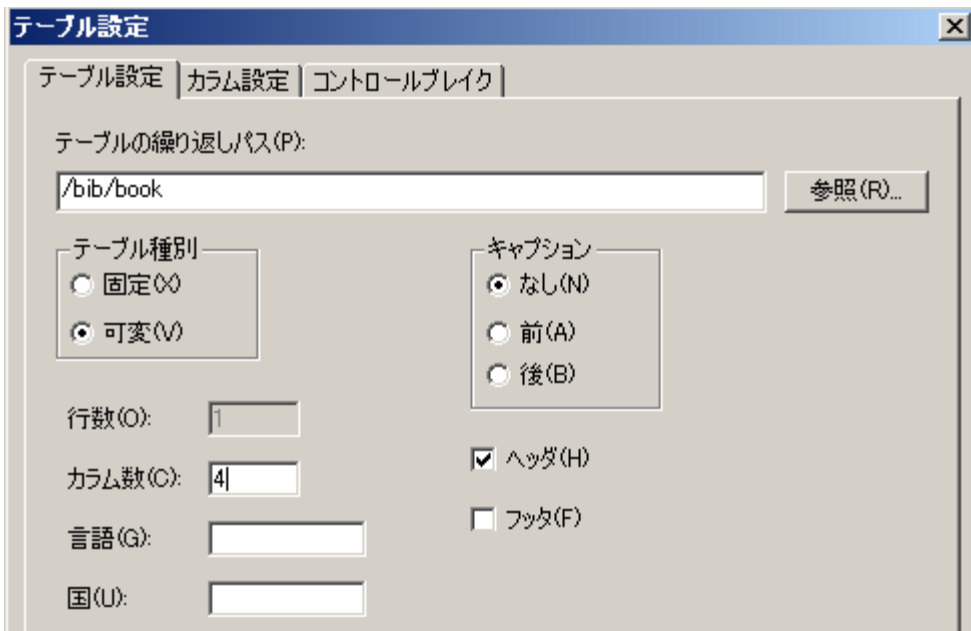 テーブル設定
テーブル設定 カラム設定 コントロールブレイク
テーブルの繰り返しパス(P):
/bib/book 参照(R)...
テーブル種別 キャプション
固定(X) なし(N)
可変(V) 前(A)
後(B)
行数(O): 1
ヘッダ(H)
カラム数(C): 4
フッタ(F)
言語(G):
国(U):